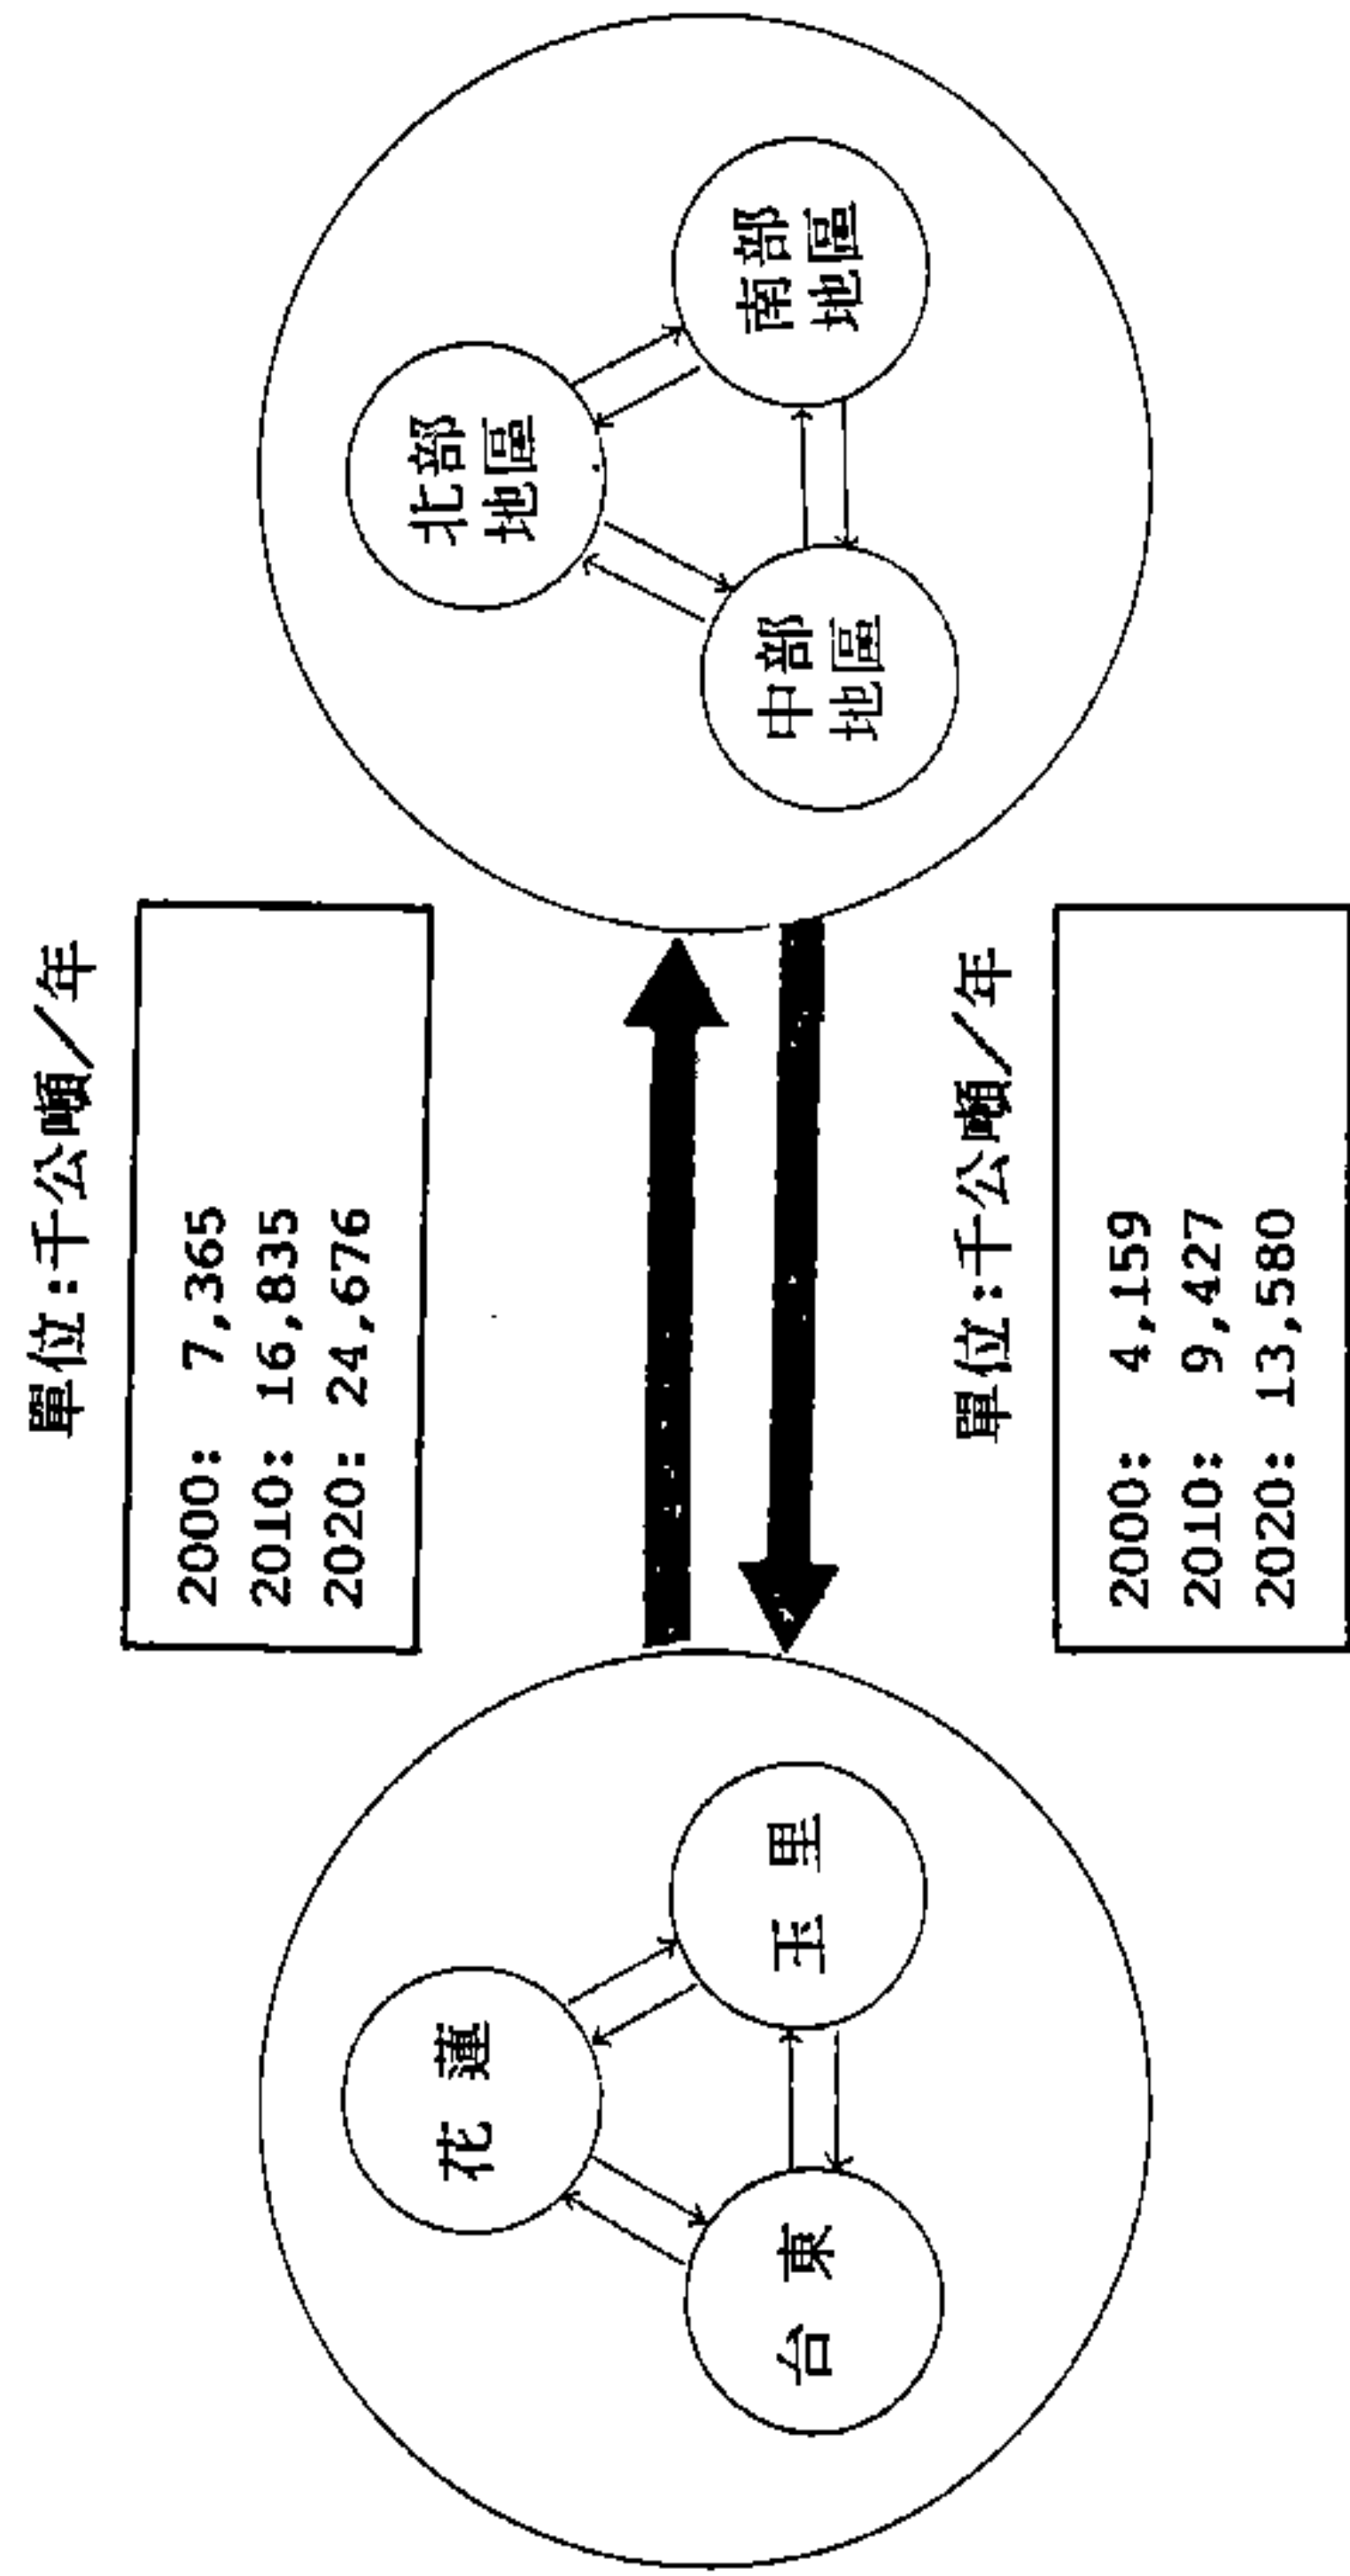 單位:千公噸/年
2000: 7,365
2010: 16,835
2020: 24,676
花蓮
台東
玉里
北部
地區
中部
地區
南部
地區
單位:千公噸/年
2000: 4,159
2010: 9,427
2020: 13,580